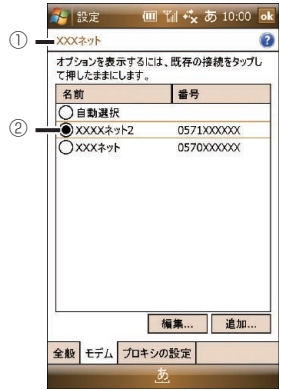 設定 あ 10:00 ok
① XXXネット ?
オプションを表示するには、既存の接続をタップし
て押したままにします。
名前 番号
自動選択
② XXXXネット2 0571XXXXXX
XXXネット 0570XXXXXX
編集... 追加...
全般 モデム プロキシの設定
あ